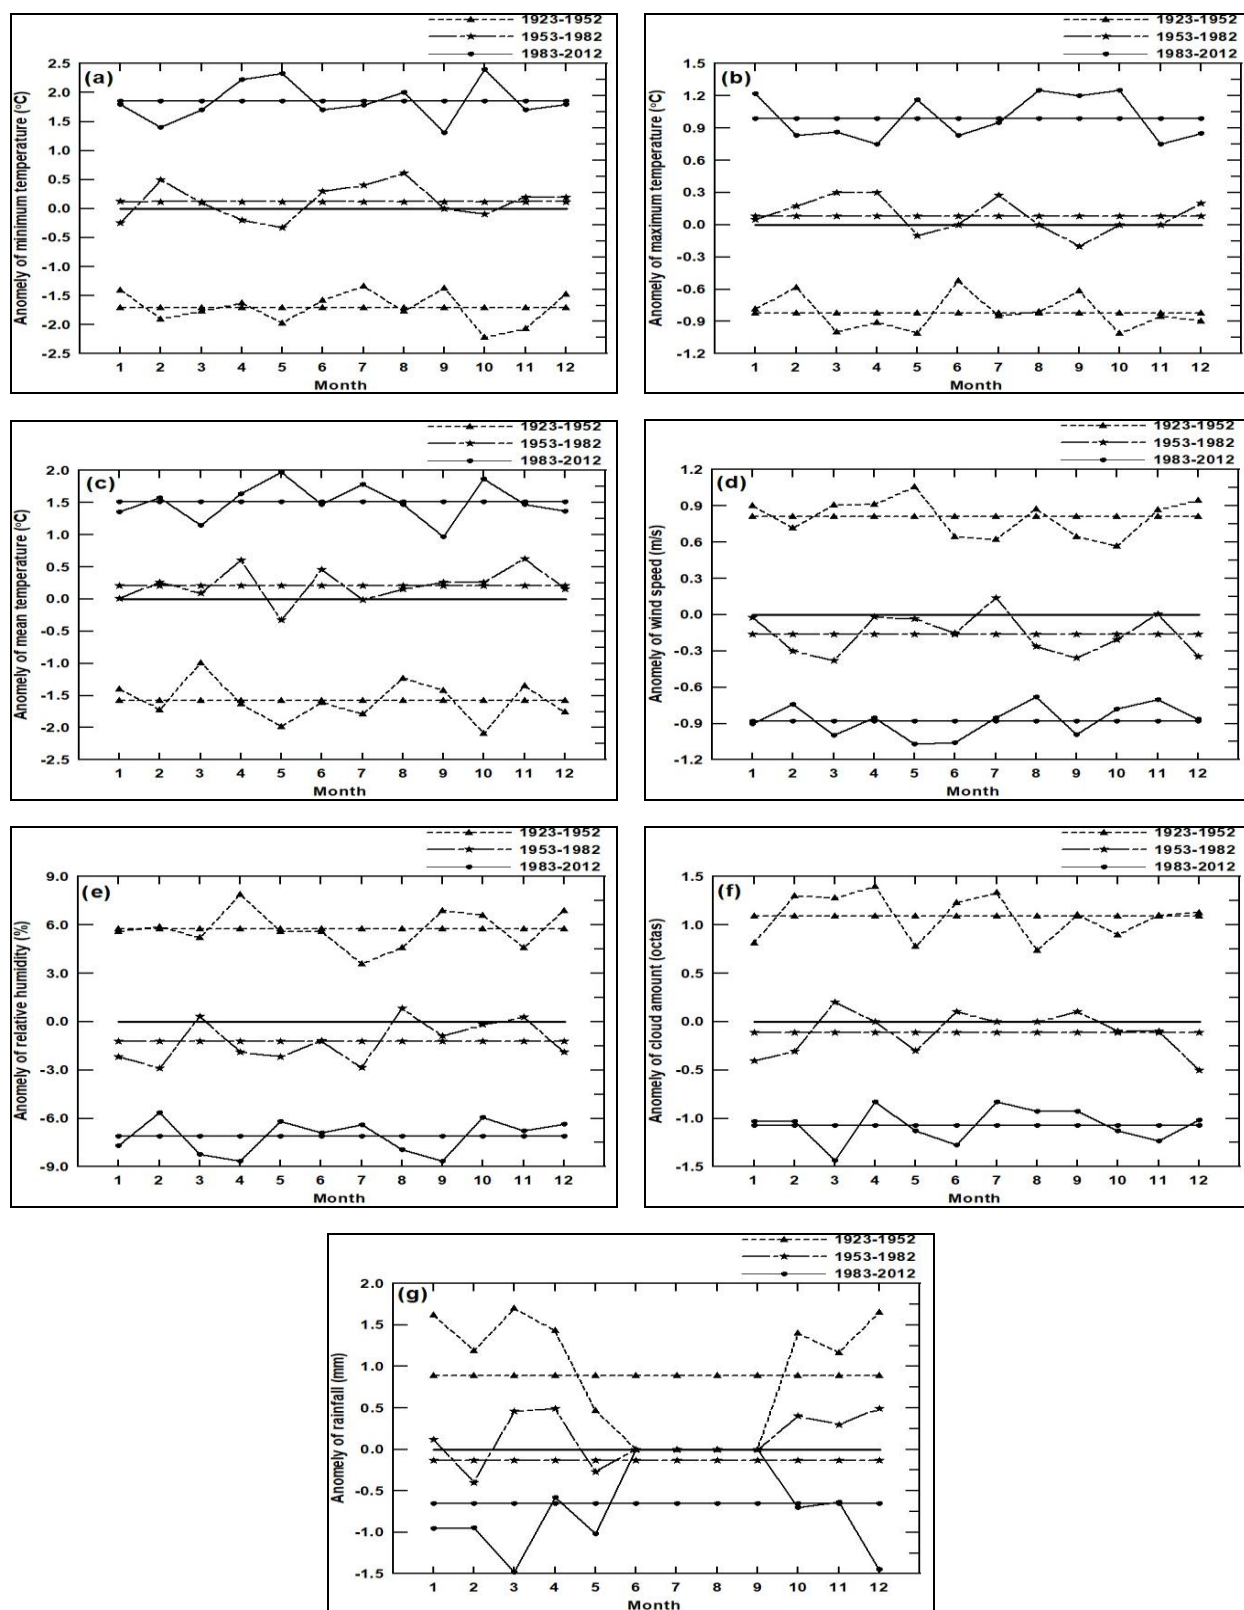 1923-1952
1953-1982
1983-2012
(a)
Anomely of minimum temperature (°C)
2.5
2.0
1.5
1.0
0.5
0.0
-0.5
-1.0
-1.5
-2.0
-2.5
1 2 3 4 5 6 7 8 9 10 11 12
Month
1923-1952
1953-1982
1983-2012
(b)
Anomely of maximum temperature (°C)
1.5
1.2
0.9
0.6
0.3
0.0
-0.3
-0.6
-0.9
-1.2
1 2 3 4 5 6 7 8 9 10 11 12
Month
1923-1952
1953-1982
1983-2012
(c)
Anomely of mean temperature (°C)
2.0
1.5
1.0
0.5
0.0
-0.5
-1.0
-1.5
-2.0
-2.5
1 2 3 4 5 6 7 8 9 10 11 12
Month
1923-1952
1953-1982
1983-2012
(d)
Anomely of wind speed (m/s)
1.2
0.9
0.6
0.3
0.0
-0.3
-0.6
-0.9
-1.2
1 2 3 4 5 6 7 8 9 10 11 12
Month
1923-1952
1953-1982
1983-2012
(e)
Anomely of relative humidity (%)
9.0
6.0
3.0
0.0
-3.0
-6.0
-9.0
1 2 3 4 5 6 7 8 9 10 11 12
Month
1923-1952
1953-1982
1983-2012
(f)
Anomely of cloud amount (octas)
1.5
1.0
0.5
0.0
-0.5
-1.0
-1.5
1 2 3 4 5 6 7 8 9 10 11 12
Month
1923-1952
1953-1982
1983-2012
(g)
Anomely of rainfall (mm)
2.0
1.5
1.0
0.5
0.0
-0.5
-1.0
-1.5
1 2 3 4 5 6 7 8 9 10 11 12
Month